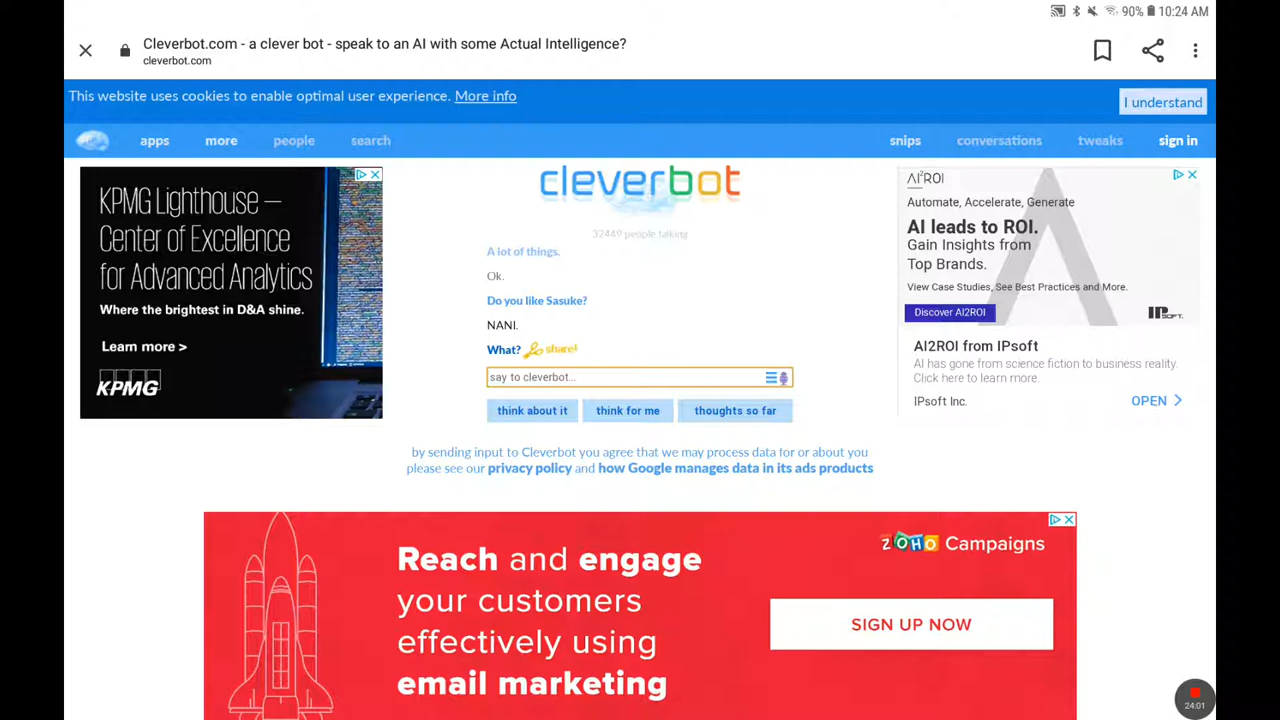 90% 10:24 AM
Cleverbot.com - a clever bot - speak to an AI with some Actual Intelligence?
cleverbot.com
This website uses cookies to enable optimal user experience. More info
I understand
apps more people search snips conversations tweaks sign in
KPMG Lighthouse –
Center of Excellence
for Advanced Analytics
Where the brightest in D&A shine.
Learn more >
KPMG
cleverbot
32449 people talking
A lot of things.
Ok.
Do you like Sasuke?
NANI.
What? share!
say to cleverbot...
think about it think for me thoughts so far
AI2ROI
Automate, Accelerate, Generate
AI leads to ROI.
Gain Insights from
Top Brands.
View Case Studies, See Best Practices and More.
Discover AI2ROI
IPSOFT.
AI2ROI from IPsoft
AI has gone from science fiction to business reality.
Click here to learn more.
IPsoft Inc.
OPEN
by sending input to Cleverbot you agree that we may process data for or about you
please see our privacy policy and how Google manages data in its ads products
Reach and engage
your customers
effectively using
email marketing
ZOHO Campaigns
SIGN UP NOW
24:01